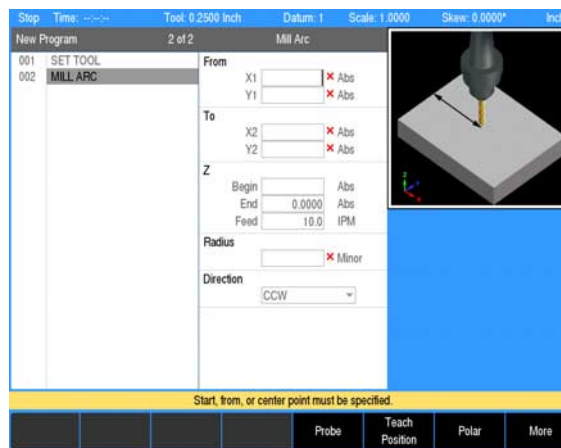 Stop Time: --:--:-- Tool: 0.2500 Inch Datum: 1 Scale: 1.0000 Skew: 0.0000° Incl
New Program 2 of 2 Mill Arc
001 SET TOOL
002 MILL ARC
From
X1 × Abs
Y1 × Abs
To
X2 × Abs
Y2 × Abs
Z
Begin Abs
End 0.0000 Abs
Feed 10.0 IPM
Radius
× Minor
Direction
CCW
Start, from, or center point must be specified.
Probe Teach Position Polar More